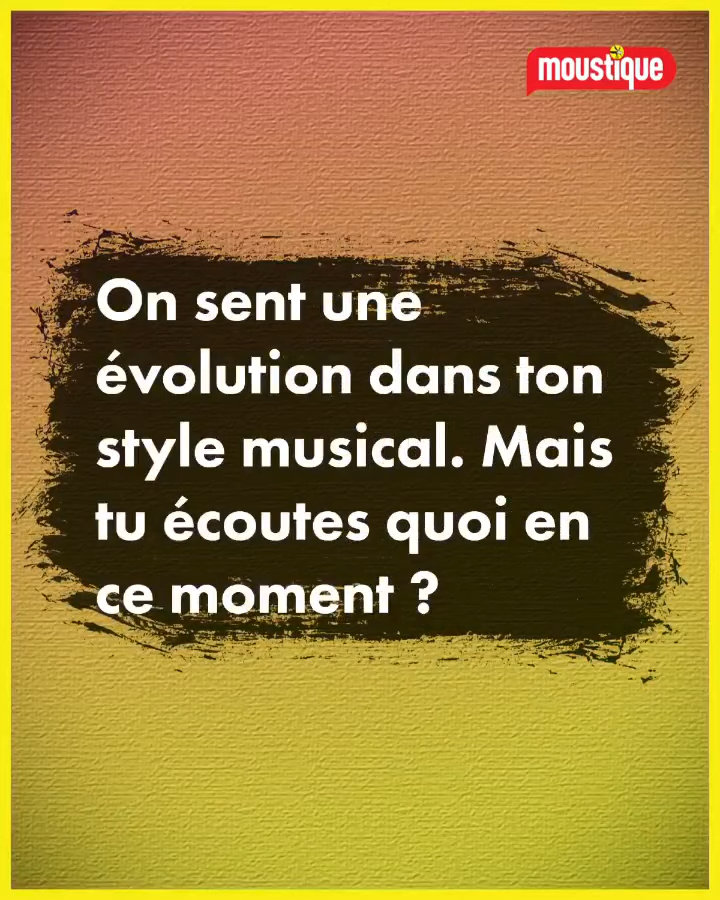 moustique
On sent une
évolution dans ton
style musical. Mais
tu écoutes quoi en
ce moment ?